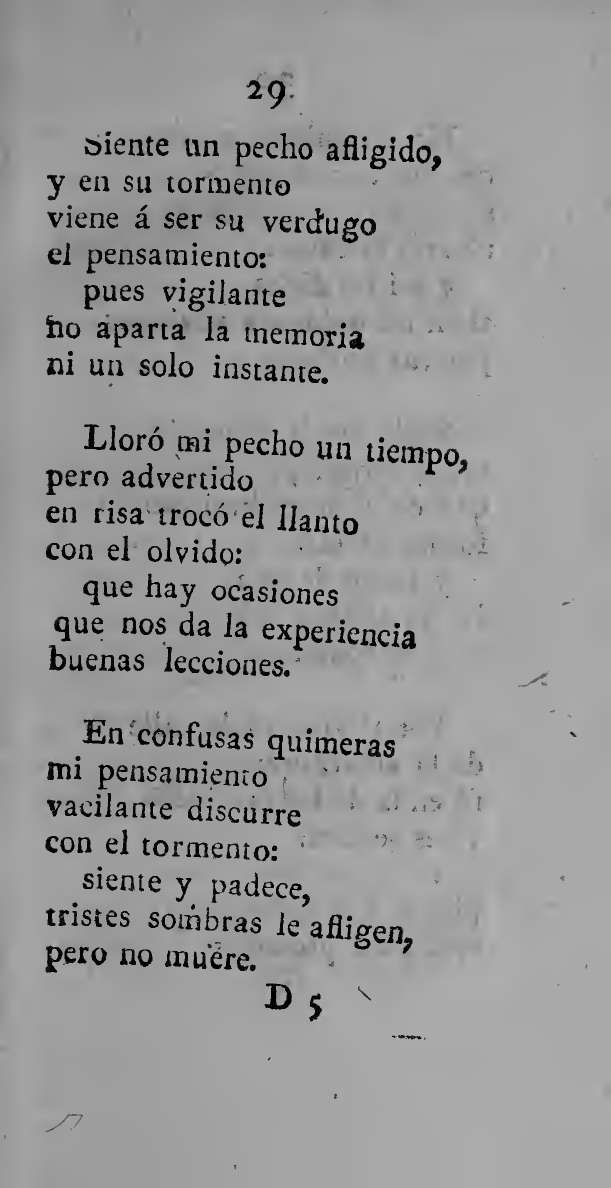 29
Siente un pecho afligido,
y en su tormento
viene á ser su verdugo
el pensamiento:
pues vigilante
no aparta la memoria
ni un solo instante.
Lloró mi pecho un tiempo,
pero advertido
en risa trocó el llanto
con el olvido:
que hay ocasiones
que nos da la experiencia
buenas lecciones.
En confusas quimeras
mi pensamiento
vacilante discurre
con el tormento:
siente y padece,
tristes sombras le afligen,
pero no muere.
D 5